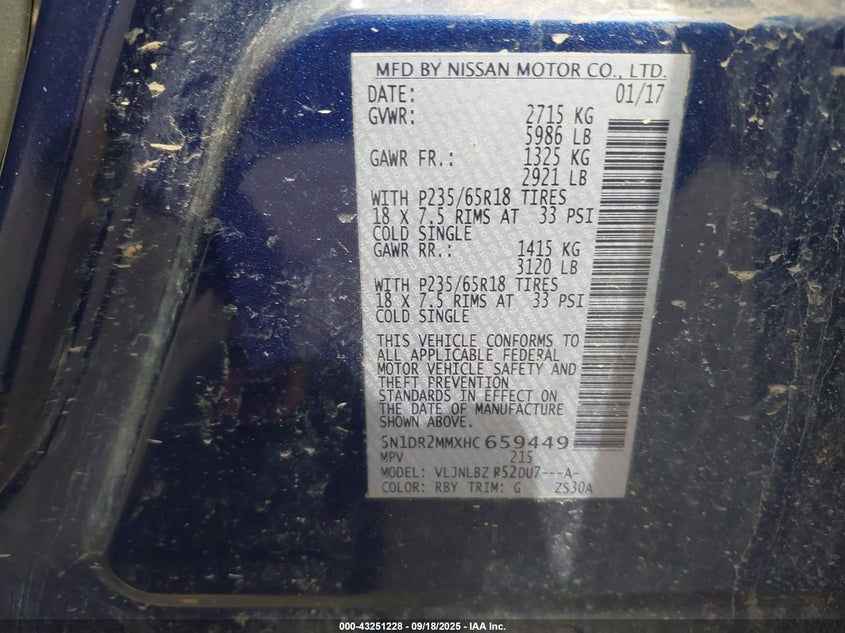 MFD BY NISSAN MOTOR CO., LTD.
DATE: 01/17
GVWR: 2715 KG
5986 LB
GAWR FR.: 1325 KG
2921 LB
WITH P235/65R18 TIRES
18 X 7.5 RIMS AT 33 PSI
COLD SINGLE
GAWR RR.: 1415 KG
3120 LB
WITH P235/65R18 TIRES
18 X 7.5 RIMS AT 33 PSI
COLD SINGLE
THIS VEHICLE CONFORMS TO
ALL APPLICABLE FEDERAL
MOTOR VEHICLE SAFETY AND
THEFT PREVENTION
STANDARDS IN EFFECT ON
THE DATE OF MANUFACTURE
SHOWN ABOVE.
5N1DR2MMXHC 659449
MPV 215
MODEL: VLJNLBZ R52DU7---A-
COLOR: RBY TRIM: G ZS30A
000-43251228 - 09/18/2025 - IAA Inc.